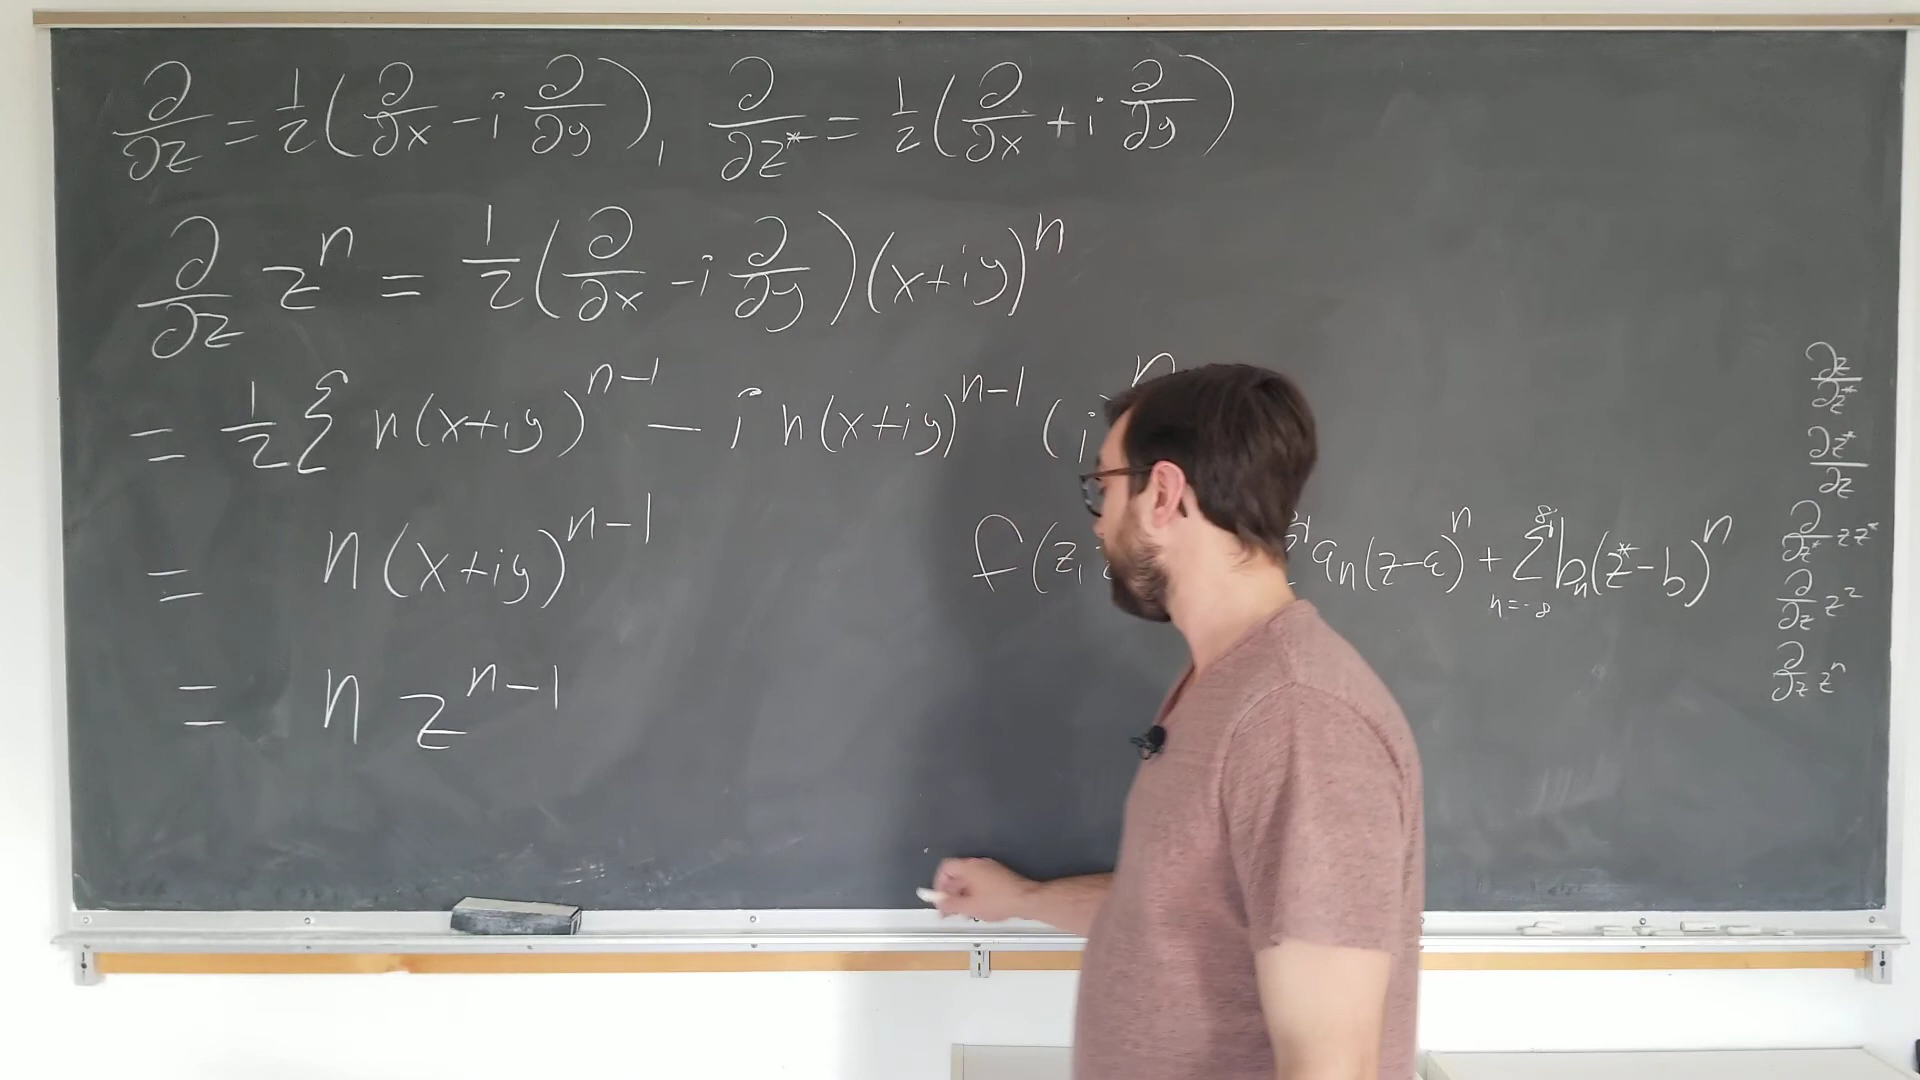 ∂/∂z = 1/2 (∂/∂x − i ∂/∂y), ∂/∂z* = 1/2 (∂/∂x + i ∂/∂y)
∂/∂z z^n = 1/2 (∂/∂x − i ∂/∂y)(x+iy)^n
= 1/2 { n(x+iy)^{n−1} − i n(x+iy)^{n−1} (i
= n(x+iy)^{n−1}
= n z^{n−1}
f(z, a_n(z−a)^n + ∑_{n=-∞}^{∞} b_n(z*−b)^n
∂z/∂z*
∂z*/∂z
∂/∂z* zz*
∂/∂z z^2
∂/∂z z^n